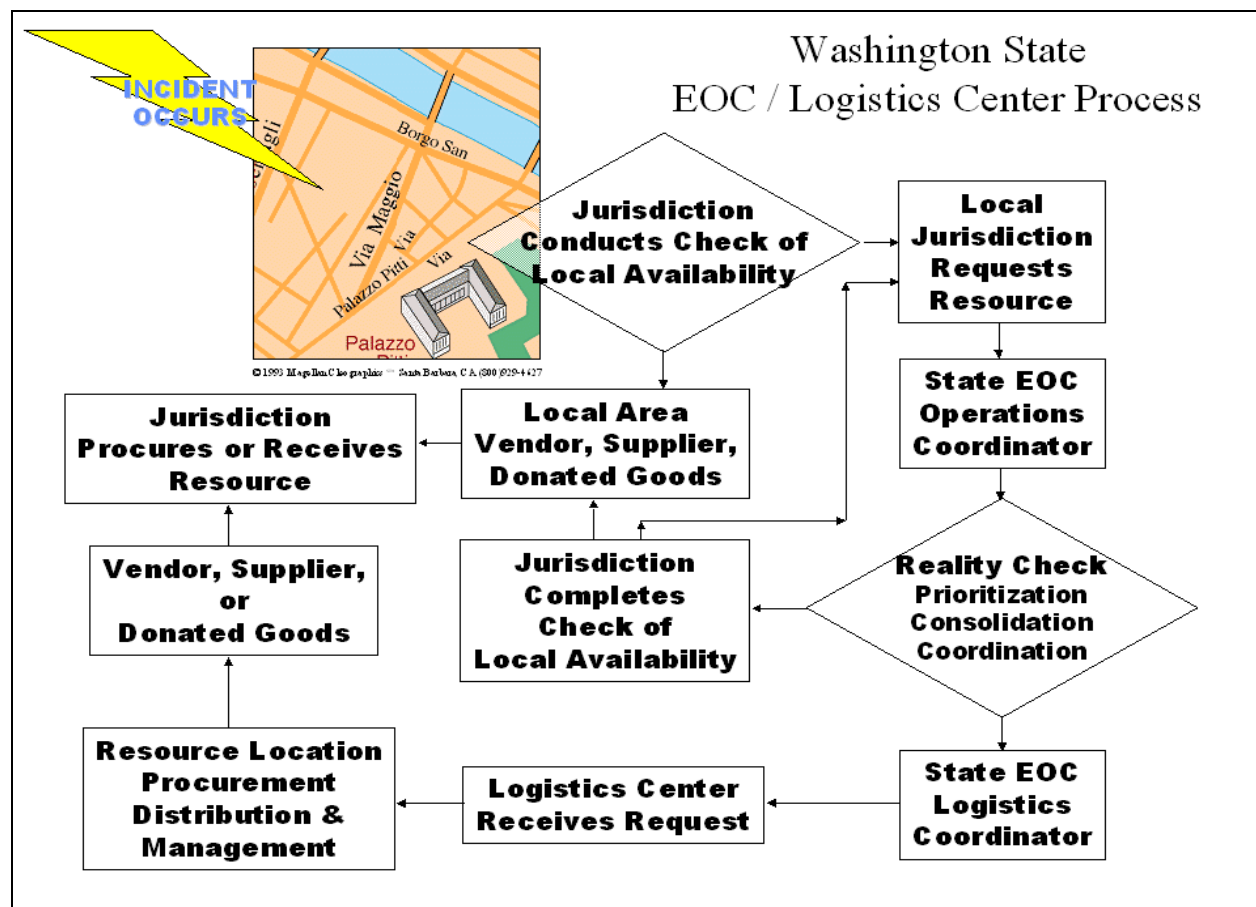 Washington State
EOC / Logistics Center Process
INCIDENT
OCCURS
Borgo San
Via Maggio
Via
Via
Palazzo Pitti
Palazzo
Jurisdiction
Conducts Check of
Local Availability
Local
Jurisdiction
Requests
Resource
State EOC
Operations
Coordinator
Reality Check
Prioritization
Consolidation
Coordination
Local Area
Vendor, Supplier,
Donated Goods
Jurisdiction
Procures or Receives
Resource
Jurisdiction
Completes
Check of
Local Availability
Vendor, Supplier,
or
Donated Goods
Resource Location
Procurement
Distribution &
Management
Logistics Center
Receives Request
State EOC
Logistics
Coordinator